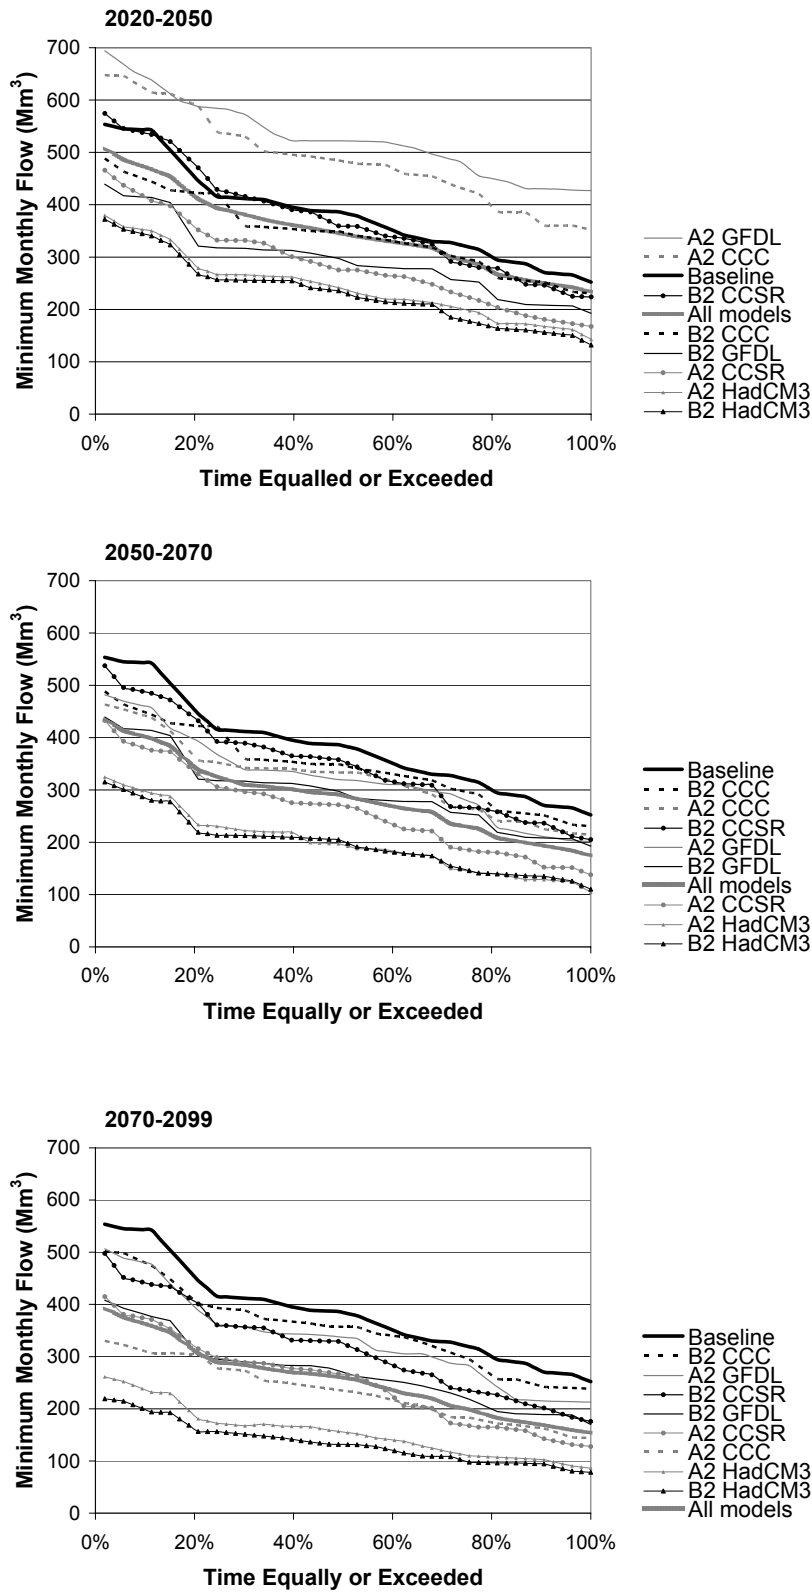 2020-2050
Minimum Monthly Flow (Mm³)
700
600
500
400
300
200
100
0
0% 20% 40% 60% 80% 100%
Time Equalled or Exceeded
A2 GFDL
A2 CCC
Baseline
B2 CCSR
All models
B2 CCC
B2 GFDL
A2 CCSR
A2 HadCM3
B2 HadCM3
2050-2070
Minimum Monthly Flow (Mm³)
700
600
500
400
300
200
100
0
0% 20% 40% 60% 80% 100%
Time Equally or Exceeded
Baseline
B2 CCC
A2 CCC
B2 CCSR
A2 GFDL
B2 GFDL
All models
A2 CCSR
A2 HadCM3
B2 HadCM3
2070-2099
Minimum Monthly Flow (Mm³)
700
600
500
400
300
200
100
0
0% 20% 40% 60% 80% 100%
Time Equally or Exceeded
Baseline
B2 CCC
A2 GFDL
B2 CCSR
B2 GFDL
A2 CCSR
A2 CCC
A2 HadCM3
B2 HadCM3
All models